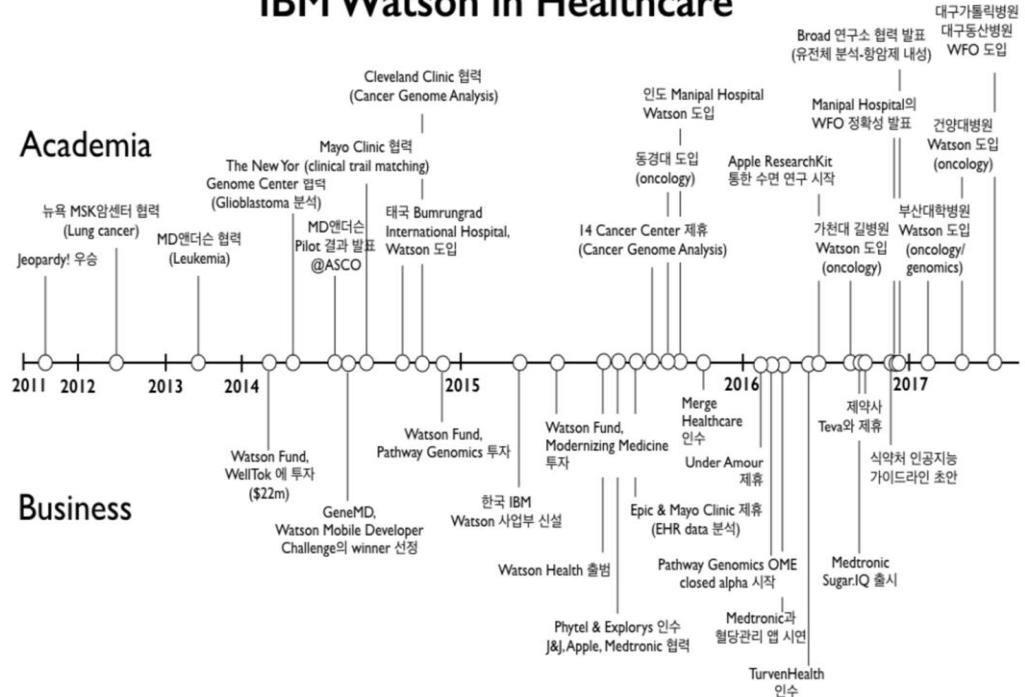 IBM Watson in Healthcare
대구가톨릭병원
대구동산병원
WFO 도입
Broad 연구소 협력 발표
(유전체 분석-항암제 내성)
Cleveland Clinic 협력
(Cancer Genome Analysis)
인도 Manipal Hospital
Watson 도입
Manipal Hospital의
WFO 정확성 발표
건양대병원
Watson 도입
(oncology)
Academia
Mayo Clinic 협력
(clinical trail matching)
The New Yor
Genome Center 협력
(Glioblastoma 분석)
동경대 도입
(oncology)
Apple ResearchKit
통한 수면 연구 시작
뉴욕 MSK암센터 협력
(Lung cancer)
MD앤더슨 협력
(Leukemia)
MD앤더슨
Pilot 결과 발표
@ASCO
태국 Bumrungrad
International Hospital,
Watson 도입
14 Cancer Center 제휴
(Cancer Genome Analysis)
가천대 길병원
Watson 도입
(oncology)
부산대학병원
Watson 도입
(oncology/
genomics)
Jeopardy! 우승
2011 2012 2013 2014 2015 2016 2017
Watson Fund,
WellTok 에 투자
($22m)
Watson Fund,
Pathway Genomics 투자
Watson Fund,
Modernizing Medicine
투자
Merge
Healthcare
인수
제약사
Teva와 제휴
Under Amour
제휴
식약처 인공지능
가이드라인 초안
Business
GeneMD,
Watson Mobile Developer
Challenge의 winner 선정
한국 IBM
Watson 사업부 신설
Epic & Mayo Clinic 제휴
(EHR data 분석)
Watson Health 출범
Pathway Genomics OME
closed alpha 시작
Medtronic
Sugar.IQ 출시
Phytel & Explorys 인수
J&J, Apple, Medtronic 협력
Medtronic과
혈당관리 앱 시연
TurvenHealth
인수